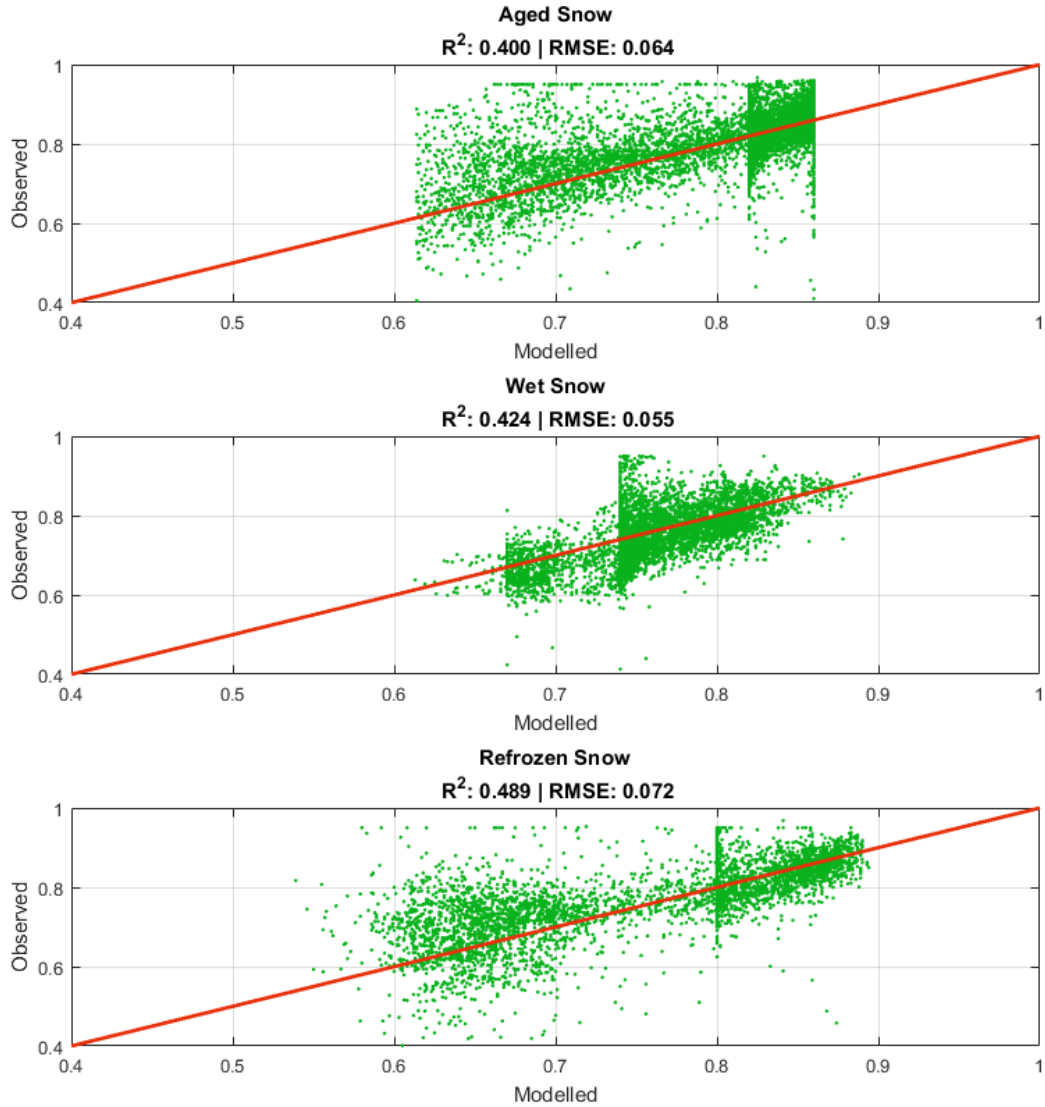 Aged Snow
R²: 0.400 | RMSE: 0.064
1
0.8
0.6
0.4
Observed
0.4 0.5 0.6 0.7 0.8 0.9 1
Modelled
Wet Snow
R²: 0.424 | RMSE: 0.055
1
0.8
0.6
0.4
Observed
0.4 0.5 0.6 0.7 0.8 0.9 1
Modelled
Refrozen Snow
R²: 0.489 | RMSE: 0.072
1
0.8
0.6
0.4
Observed
0.4 0.5 0.6 0.7 0.8 0.9 1
Modelled